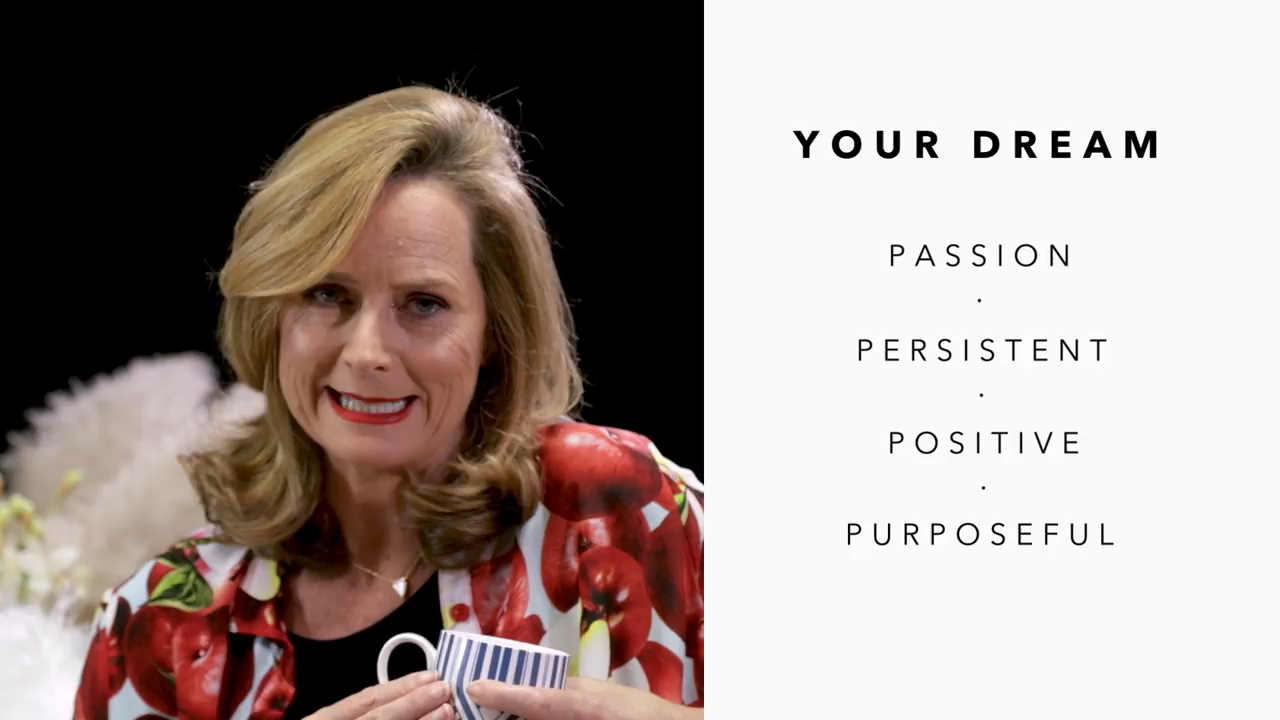 YOUR DREAM
PASSION
·
PERSISTENT
·
POSITIVE
·
PURPOSEFUL